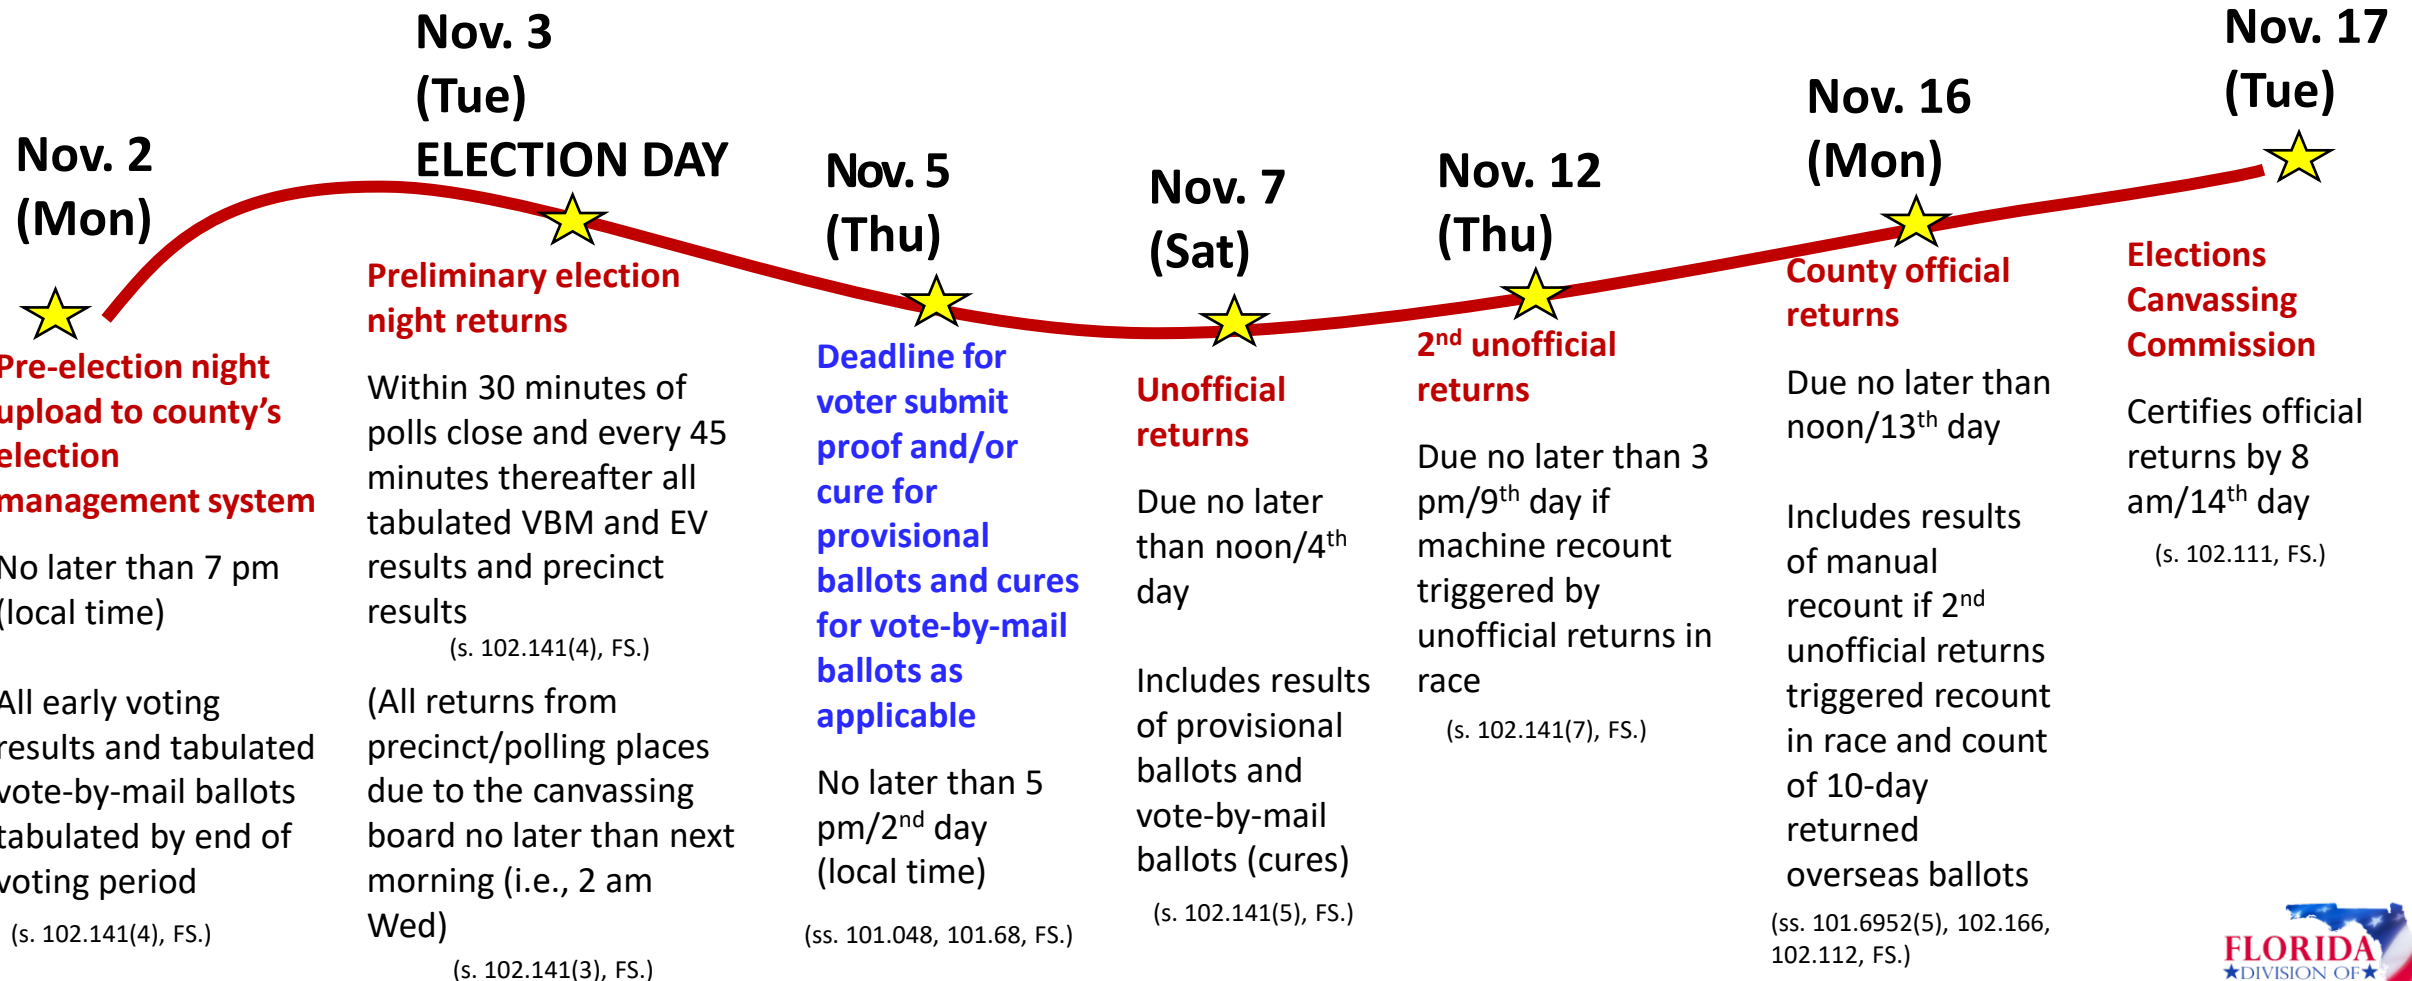 Nov. 2
(Mon)
Pre-election night
upload to county's
election
management system
No later than 7 pm
(local time)
All early voting
results and tabulated
vote-by-mail ballots
tabulated by end of
voting period
(s. 102.141(4), FS.)
Nov. 3
(Tue)
ELECTION DAY
Preliminary election
night returns
Within 30 minutes of
polls close and every 45
minutes thereafter all
tabulated VBM and EV
results and precinct
results
(s. 102.141(4), FS.)
(All returns from
precinct/polling places
due to the canvassing
board no later than next
morning (i.e., 2 am
Wed)
(s. 102.141(3), FS.)
Nov. 5
(Thu)
Deadline for
voter submit
proof and/or
cure for
provisional
ballots and cures
for vote-by-mail
ballots as
applicable
No later than 5
pm/2nd day
(local time)
(ss. 101.048, 101.68, FS.)
Nov. 7
(Sat)
Unofficial
returns
Due no later
than noon/4th
day
Includes results
of provisional
ballots and
vote-by-mail
ballots (cures)
(s. 102.141(5), FS.)
Nov. 12
(Thu)
2nd unofficial
returns
Due no later than 3
pm/9th day if
machine recount
triggered by
unofficial returns in
race
(s. 102.141(7), FS.)
Nov. 16
(Mon)
County official
returns
Due no later than
noon/13th day
Includes results
of manual
recount if 2nd
unofficial returns
triggered recount
in race and count
of 10-day
returned
overseas ballots
(ss. 101.6952(5), 102.166,
102.112, FS.)
Nov. 17
(Tue)
Elections
Canvassing
Commission
Certifies official
returns by 8
am/14th day
(s. 102.111, FS.)
FLORIDA
★DIVISION OF★